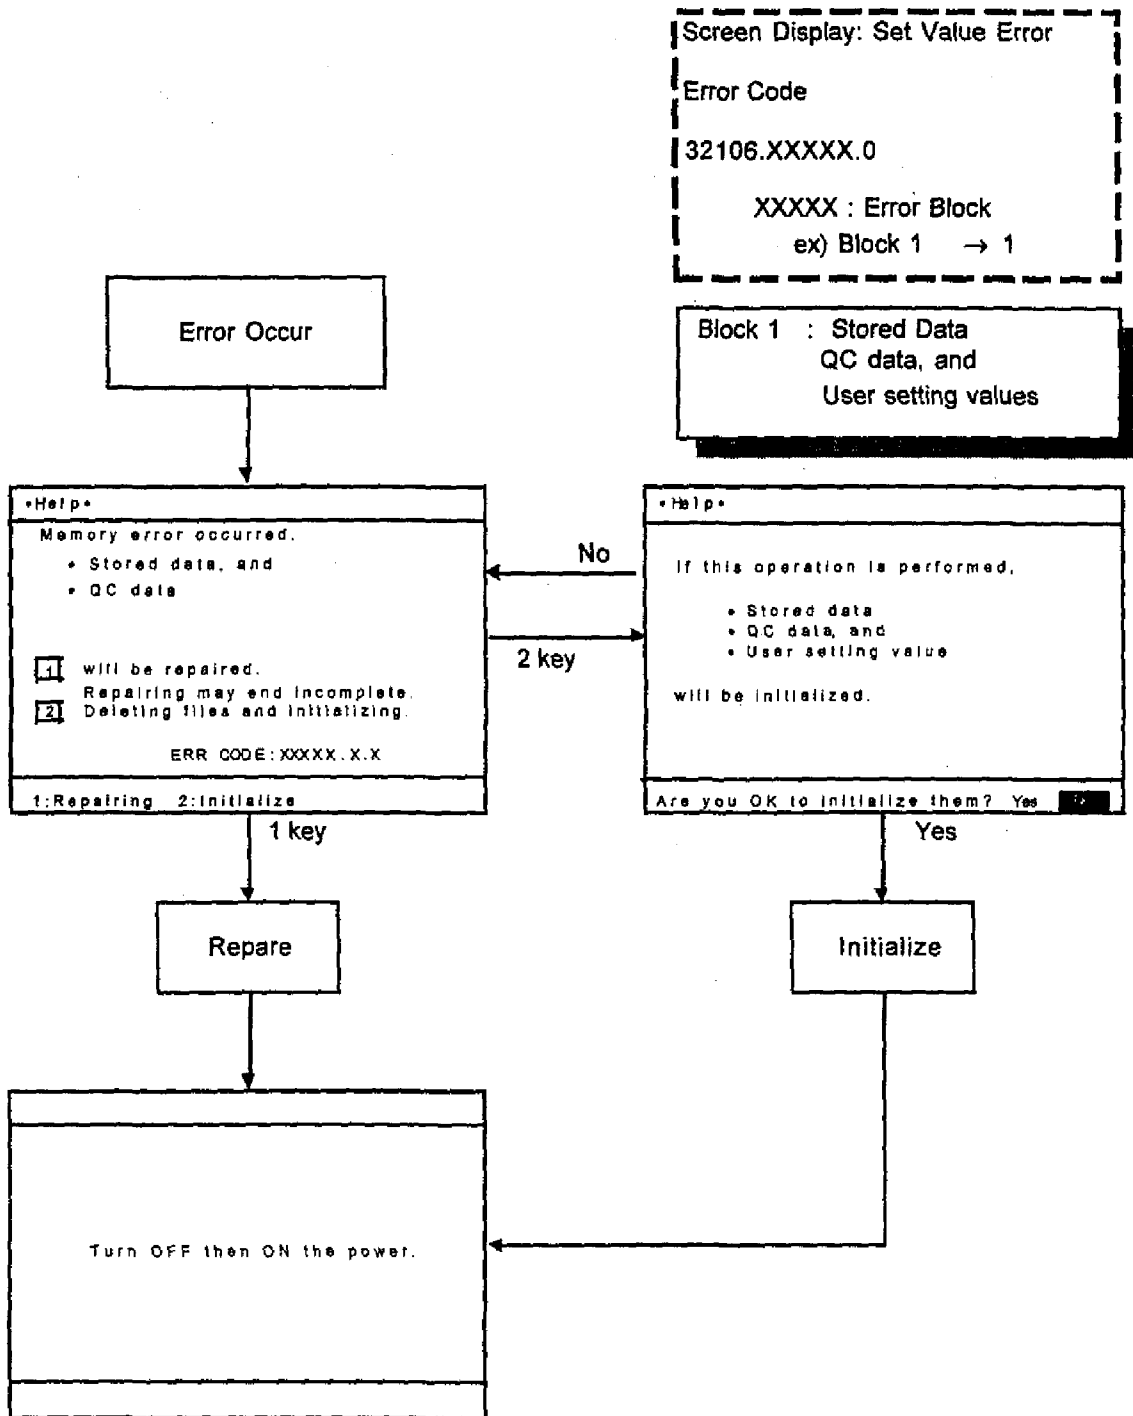 Screen Display: Set Value Error
Error Code
32106.XXXXX.0
XXXXX : Error Block
ex) Block 1 → 1
Error Occur
Block 1 : Stored Data
QC data, and
User setting values
•Help•
Memory error occurred.
• Stored data, and
• QC data
1 will be repaired.
Repairing may end incomplete.
2 Deleting files and initializing.
ERR CODE:XXXXX.X.X
1:Repairing 2:Initialize
No
2 key
•Help•
If this operation is performed,
• Stored data
• QC data, and
• User setting value
will be initialized.
Are you OK to initialize them? Yes
1 key
Yes
Repare
Initialize
Turn OFF then ON the power.